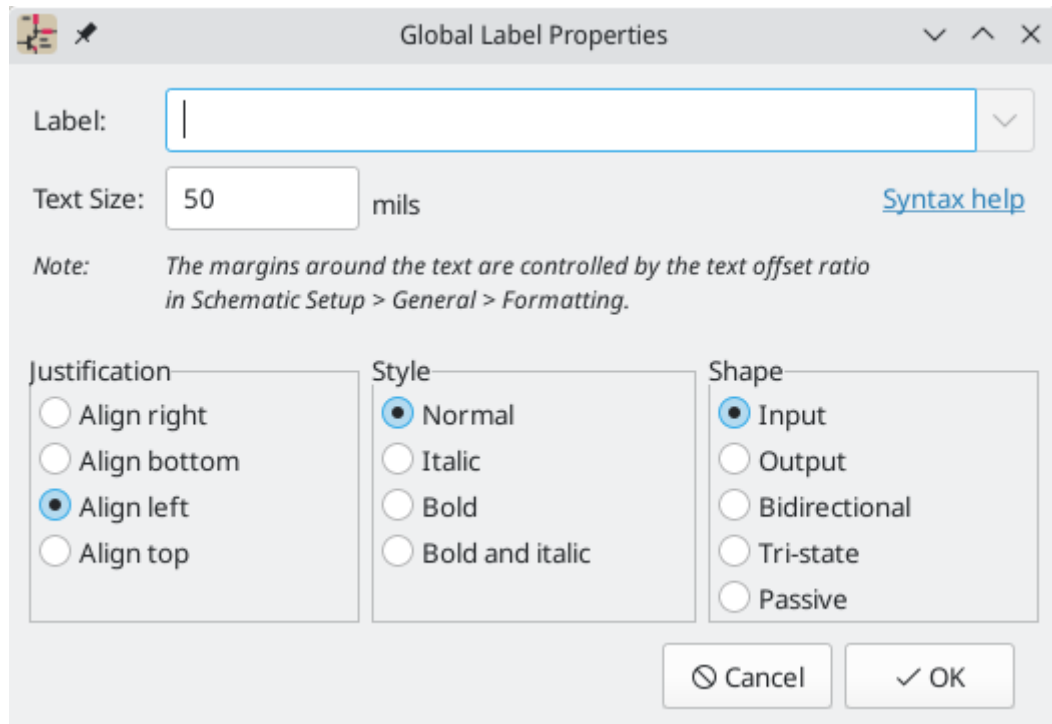 Global Label Properties
Label:
Text Size: 50 mils Syntax help
Note: The margins around the text are controlled by the text offset ratio
in Schematic Setup > General > Formatting.
Justification Style Shape
Align right Normal Input
Align bottom Italic Output
Align left Bold Bidirectional
Align top Bold and italic Tri-state
Passive
Cancel OK